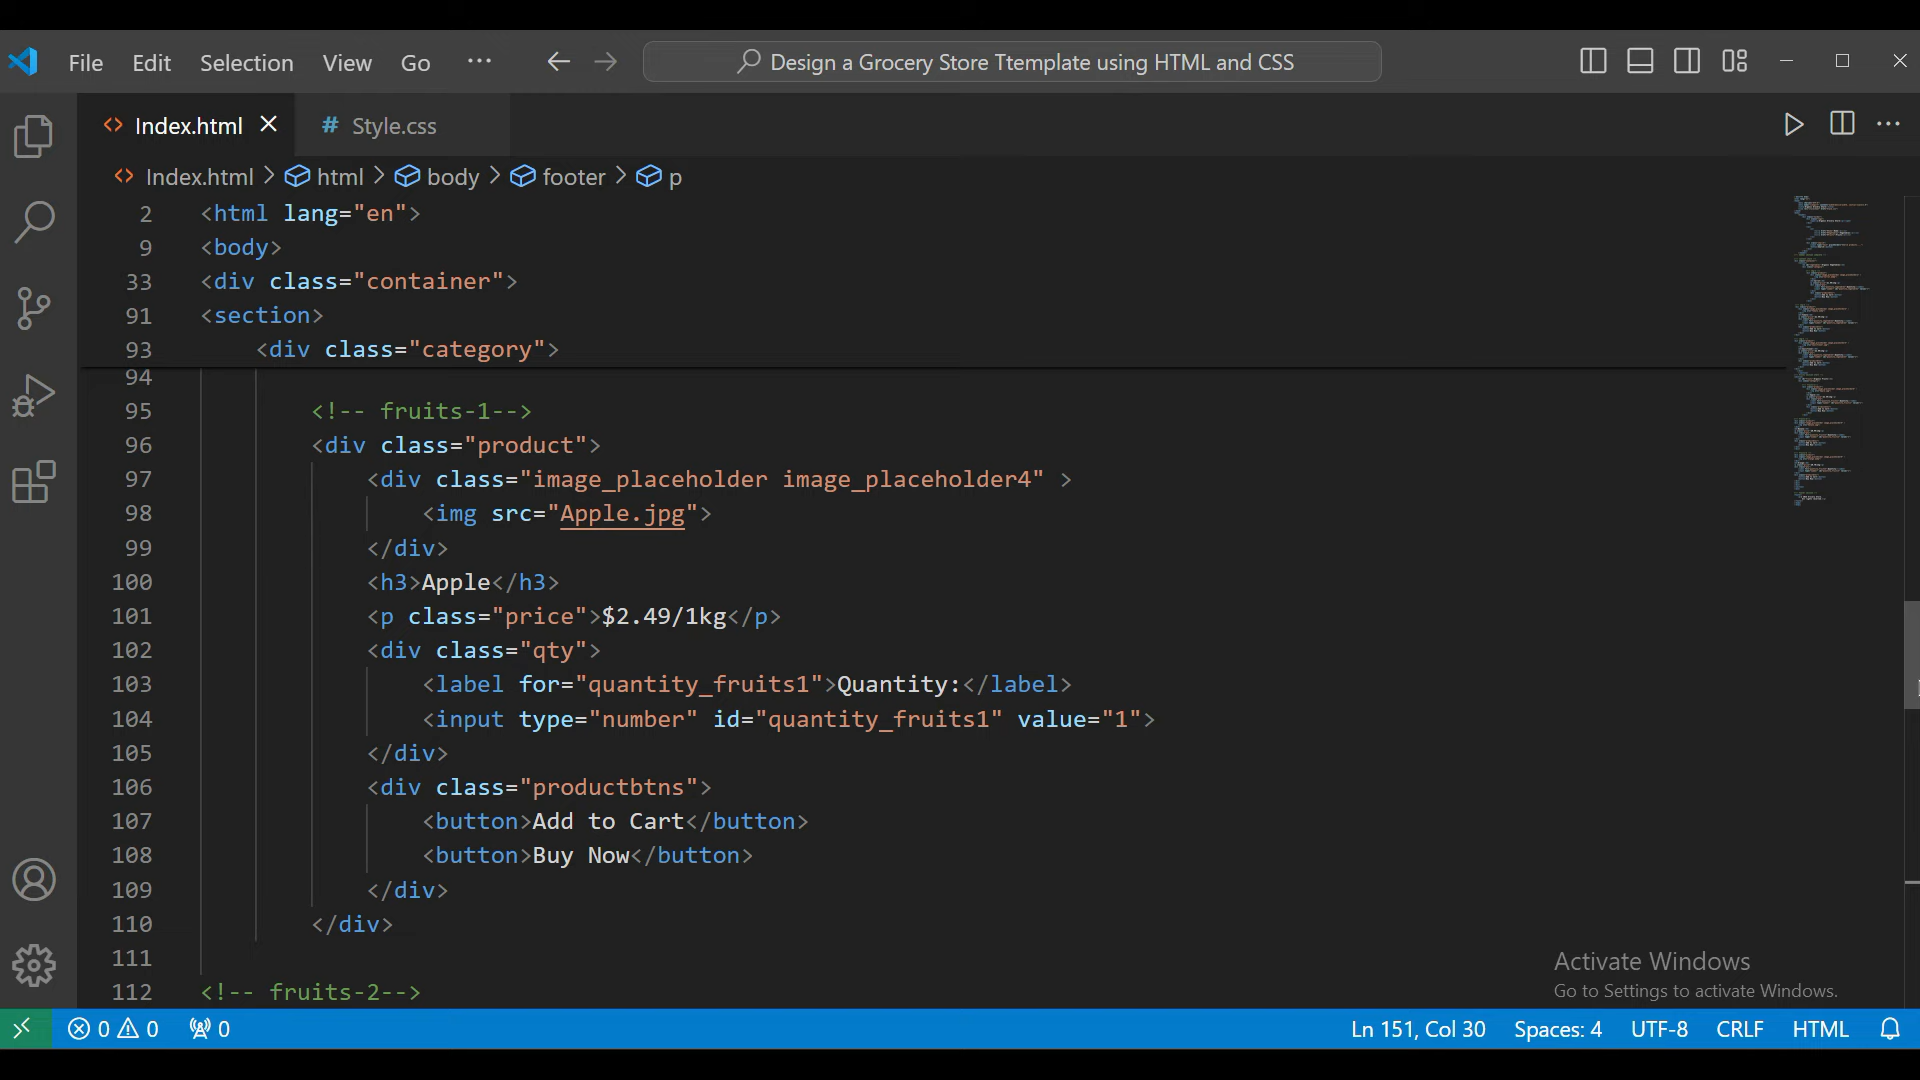 File Edit Selection View Go ··· Design a Grocery Store Ttemplate using HTML and CSS
Index.html # Style.css
Index.html > html > body > footer > p
2 <html lang="en">
9 <body>
33 <div class="container">
91 <section>
93 <div class="category">
94
95 <!-- fruits-1-->
96 <div class="product">
97 <div class="image_placeholder image_placeholder4" >
98 <img src="Apple.jpg">
99 </div>
100 <h3>Apple</h3>
101 <p class="price">$2.49/1kg</p>
102 <div class="qty">
103 <label for="quantity_fruits1">Quantity:</label>
104 <input type="number" id="quantity_fruits1" value="1">
105 </div>
106 <div class="productbtns">
107 <button>Add to Cart</button>
108 <button>Buy Now</button>
109 </div>
110 </div>
111
112 <!-- fruits-2-->
Activate Windows
Go to Settings to activate Windows.
0 0 0 Ln 151, Col 30 Spaces: 4 UTF-8 CRLF HTML